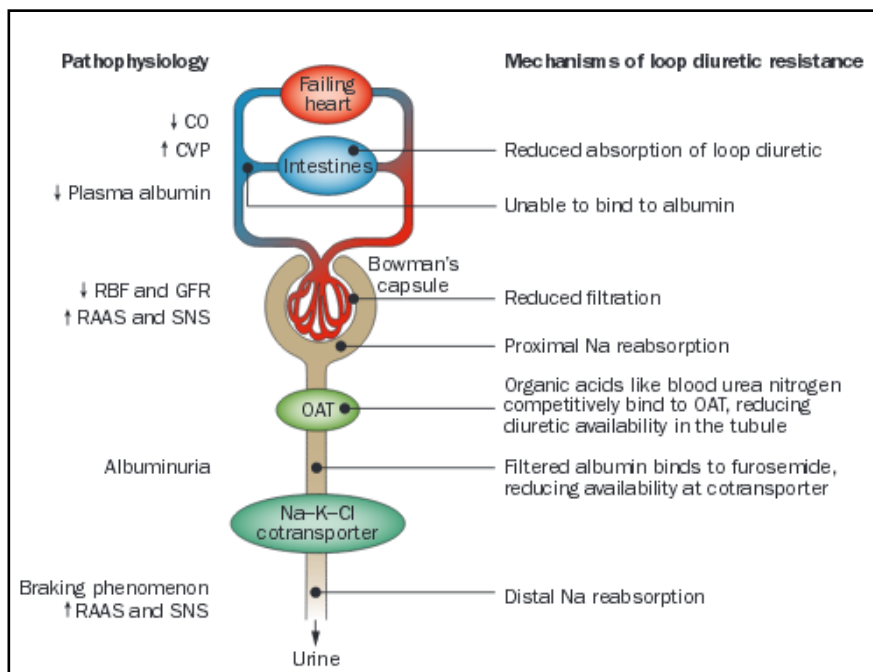 Pathophysiology
Mechanisms of loop diuretic resistance
Failing
heart
↓ CO
↑ CVP
Intestines
Reduced absorption of loop diuretic
↓ Plasma albumin
Unable to bind to albumin
Bowman's
capsule
↓ RBF and GFR
↑ RAAS and SNS
Reduced filtration
Proximal Na reabsorption
OAT
Organic acids like blood urea nitrogen
competitively bind to OAT, reducing
diuretic availability in the tubule
Albuminuria
Filtered albumin binds to furosemide,
reducing availability at cotransporter
Na–K–Cl
cotransporter
Braking phenomenon
↑ RAAS and SNS
Distal Na reabsorption
Urine